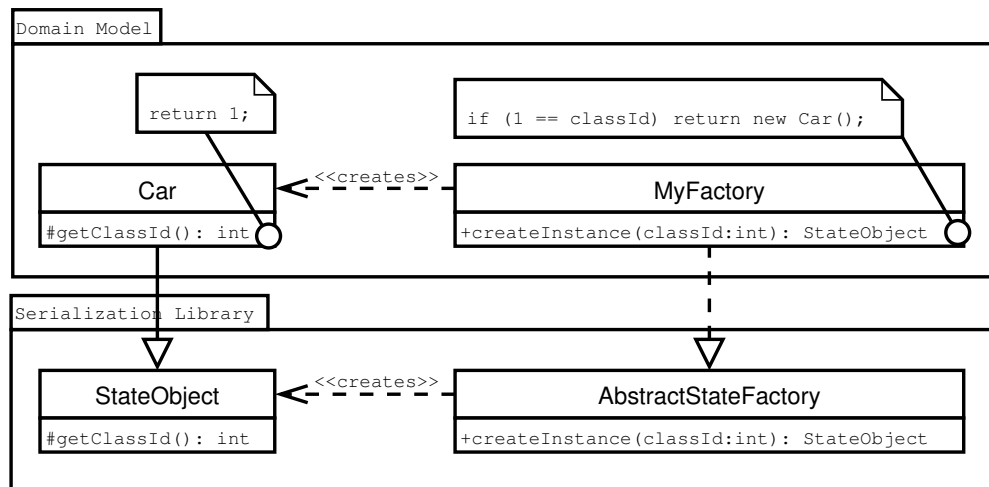 Domain Model
return 1;
if (1 == classId) return new Car();
Car
<<creates>>
MyFactory
#getClassId(): int
+createInstance(classId:int): StateObject
Serialization Library
StateObject
<<creates>>
AbstractStateFactory
#getClassId(): int
+createInstance(classId:int): StateObject